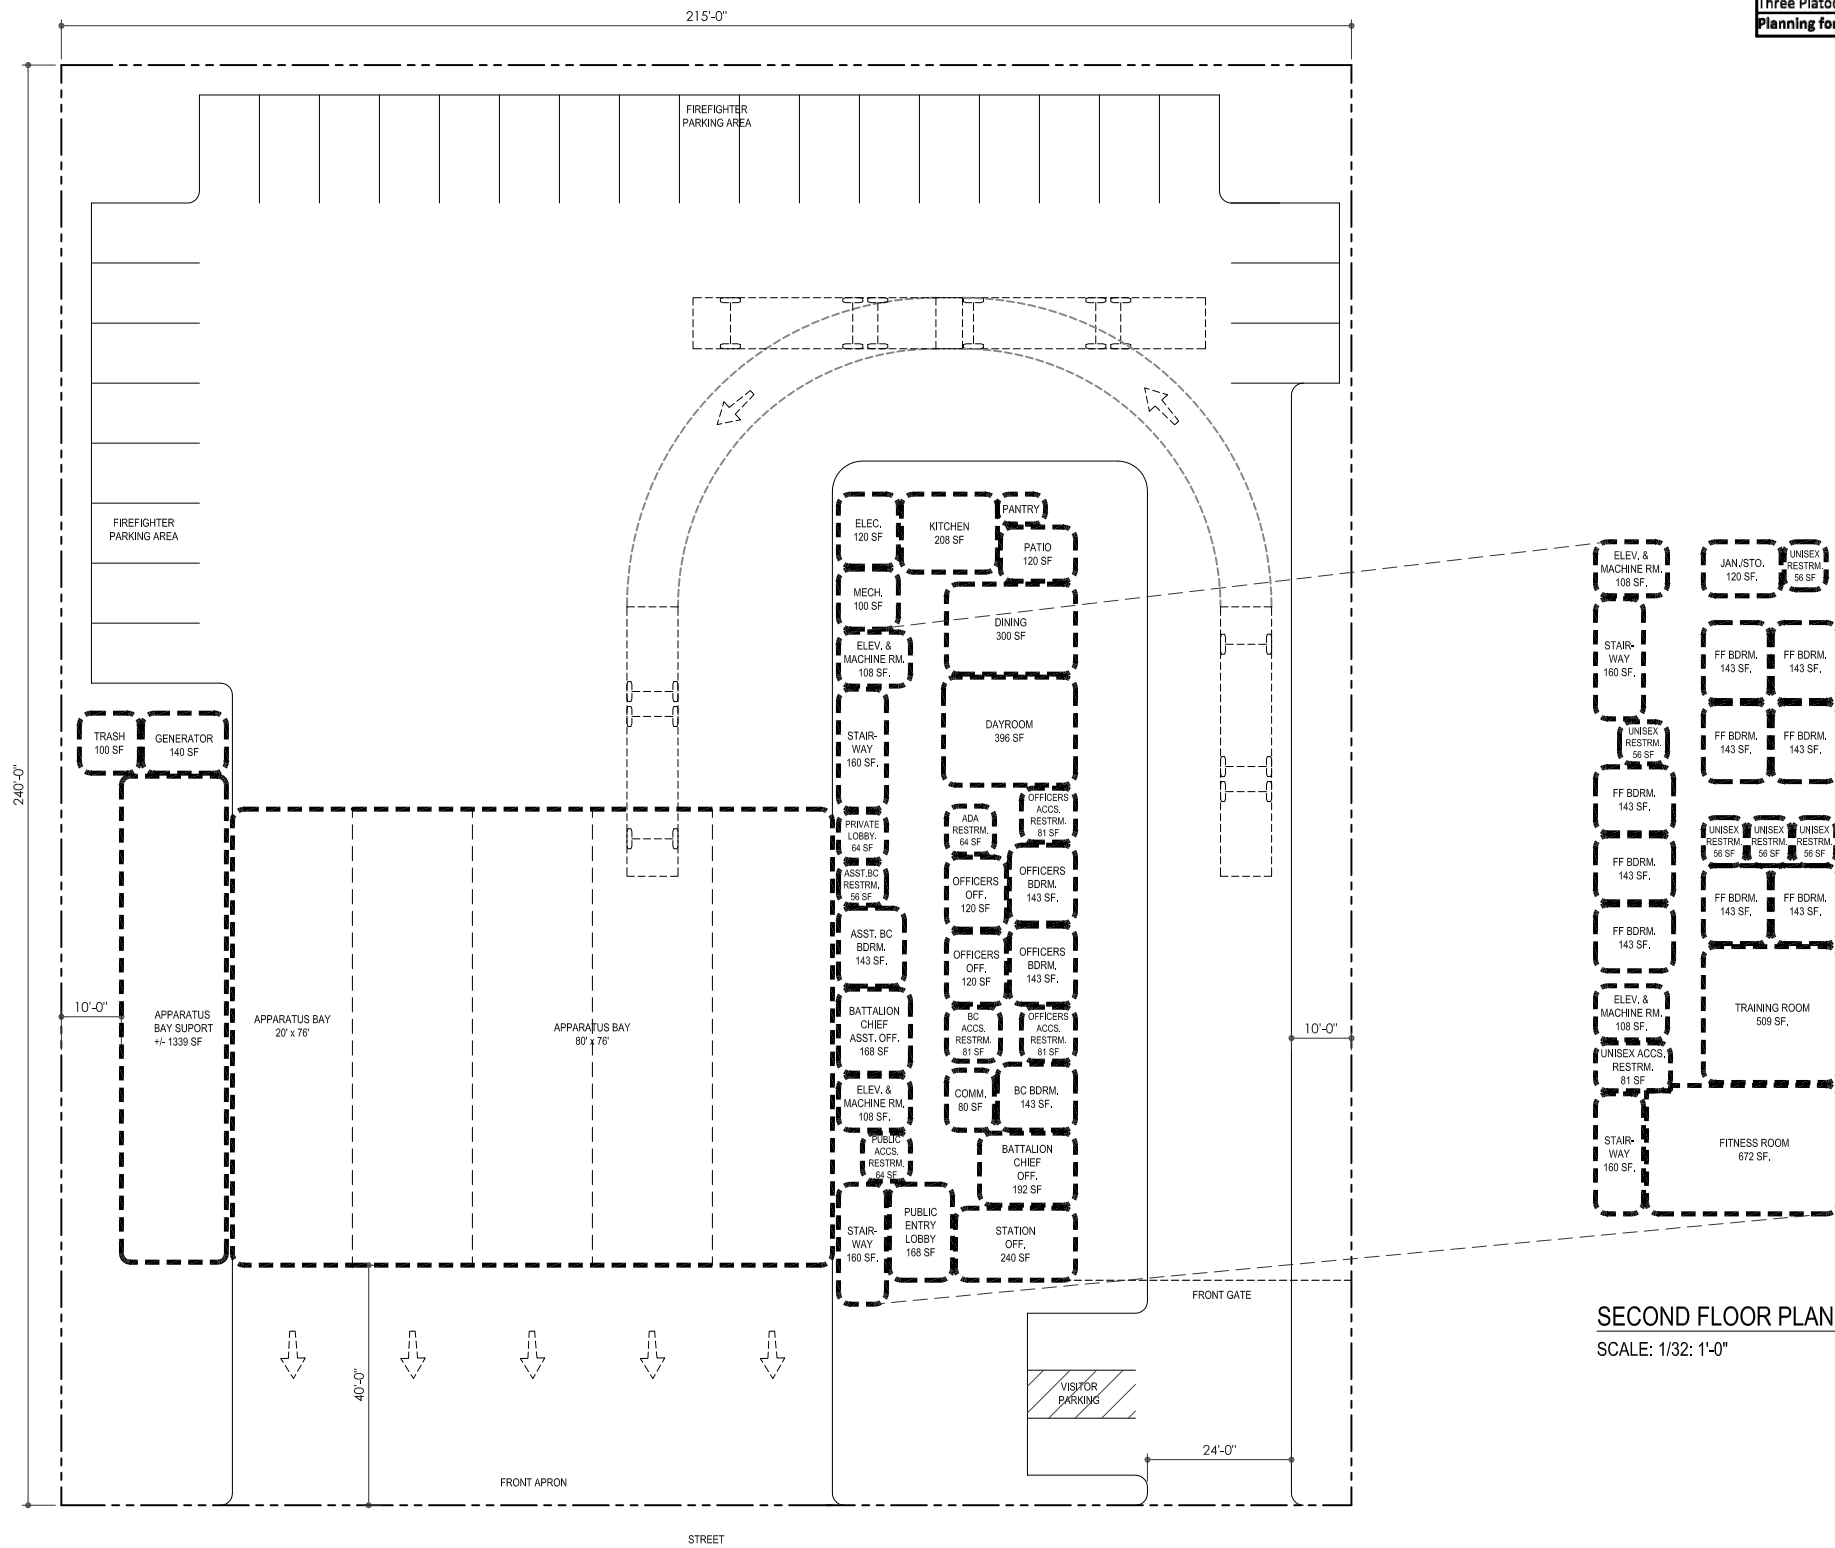 Planning for
215'-0"
FIREFIGHTER
PARKING AREA
240'-0"
FIREFIGHTER
PARKING AREA
TRASH
100 SF
GENERATOR
140 SF
10'-0"
APPARATUS
BAY SUPORT
+/- 1339 SF
APPARATUS BAY
20' x 76'
APPARATUS BAY
80' x 76'
ELEC.
120 SF
KITCHEN
208 SF
PANTRY
PATIO
120 SF
MECH.
100 SF
DINING
300 SF
ELEV. &
MACHINE RM.
108 SF.
STAIR-
WAY
160 SF.
DAYROOM
396 SF
PRIVATE
LOBBY.
64 SF
ADA
RESTRM.
64 SF
OFFICERS
ACCS.
RESTRM.
81 SF
ASST.BC
RESTRM.
56 SF
OFFICERS
OFF.
120 SF
OFFICERS
BDRM.
143 SF.
ASST. BC
BDRM.
143 SF.
OFFICERS
OFF.
120 SF
OFFICERS
BDRM.
143 SF.
BATTALION
CHIEF
ASST. OFF.
168 SF
BC
ACCS.
RESTRM.
81 SF
OFFICERS
ACCS.
RESTRM.
81 SF
ELEV. &
MACHINE RM.
108 SF.
COMM.
80 SF
BC BDRM.
143 SF.
PUBLIC
ACCS.
RESTRM.
64 SF
BATTALION
CHIEF
OFF.
192 SF
STAIR-
WAY
160 SF.
PUBLIC
ENTRY
LOBBY
168 SF
STATION
OFF.
240 SF
10'-0"
FRONT GATE
VISITOR
PARKING
24'-0"
40'-0"
FRONT APRON
STREET
ELEV. &
MACHINE RM.
108 SF.
JAN./STO.
120 SF.
UNISEX
RESTRM.
56 SF
STAIR-
WAY
160 SF.
FF BDRM.
143 SF.
FF BDRM.
143 SF.
UNISEX
RESTRM.
56 SF
FF BDRM.
143 SF.
FF BDRM.
143 SF.
FF BDRM.
143 SF.
FF BDRM.
143 SF.
UNISEX
RESTRM.
56 SF
UNISEX
RESTRM.
56 SF
UNISEX
RESTRM.
56 SF
FF BDRM.
143 SF.
FF BDRM.
143 SF.
FF BDRM.
143 SF.
ELEV. &
MACHINE RM.
108 SF.
TRAINING ROOM
509 SF.
UNISEX ACCS.
RESTRM.
81 SF
STAIR-
WAY
160 SF.
FITNESS ROOM
672 SF.
SECOND FLOOR PLAN
SCALE: 1/32: 1'-0"